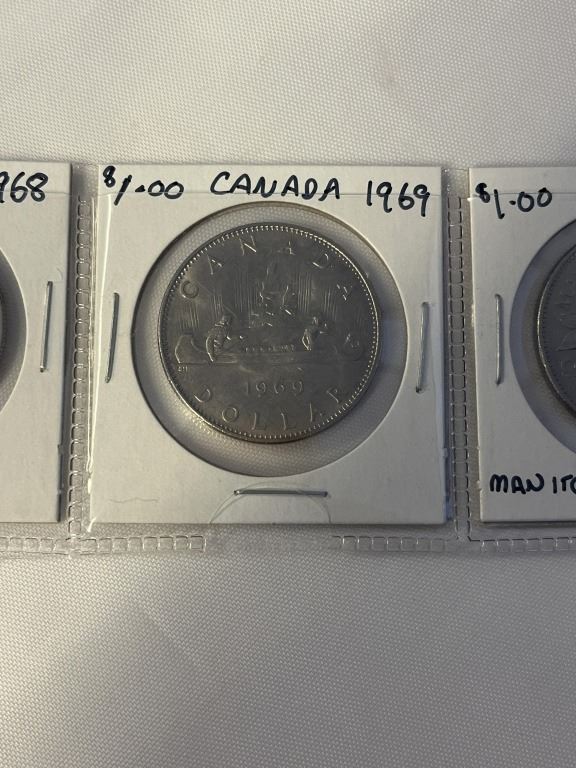 968
$1.00 CANADA 1969
$1.00
CANADA
1969
DOLLAR
MANITO